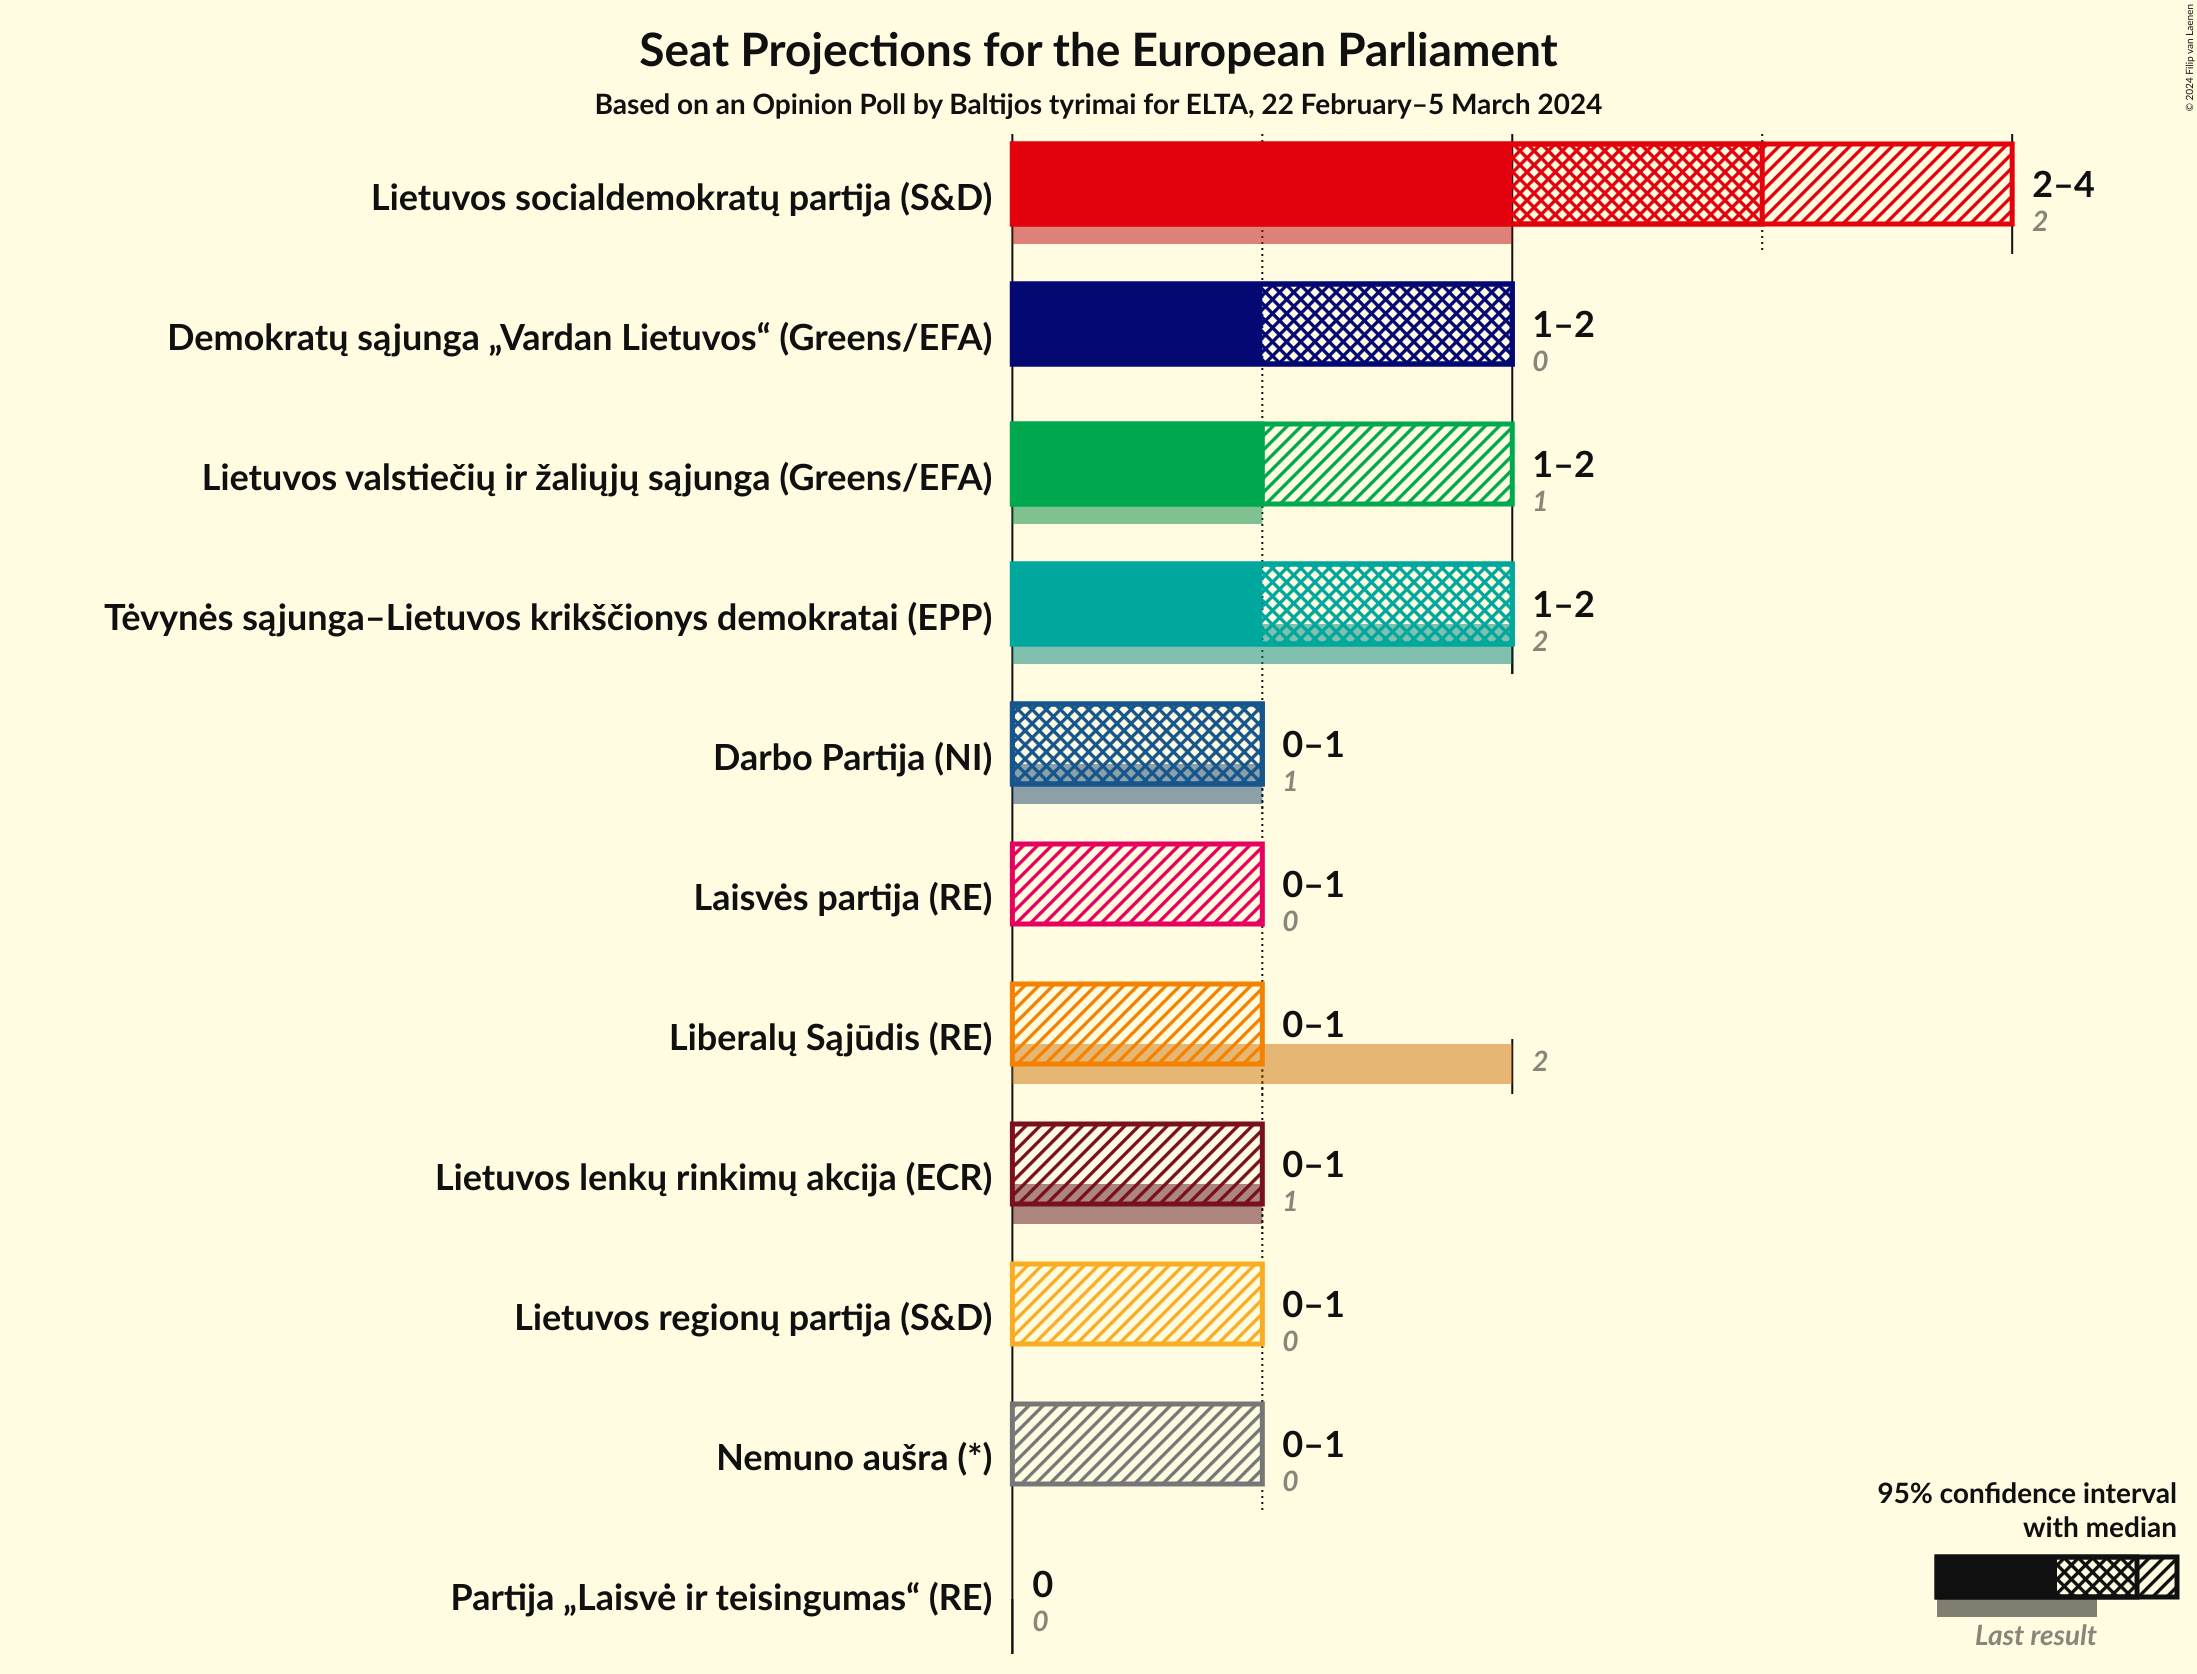 Seat Projections for the European Parliament
Based on an Opinion Poll by Baltijos tyrimai for ELTA, 22 February–5 March 2024
© 2024 Filip van Laenen
Lietuvos socialdemokratų partija (S&D)
2–4
2
Demokratų sąjunga „Vardan Lietuvos“ (Greens/EFA)
1–2
0
Lietuvos valstiečių ir žaliųjų sąjunga (Greens/EFA)
1–2
1
Tėvynės sąjunga–Lietuvos krikščionys demokratai (EPP)
1–2
2
Darbo Partija (NI)
0–1
1
Laisvės partija (RE)
0–1
0
Liberalų Sąjūdis (RE)
0–1
2
Lietuvos lenkų rinkimų akcija (ECR)
0–1
1
Lietuvos regionų partija (S&D)
0–1
0
Nemuno aušra (*)
0–1
0
Partija „Laisvė ir teisingumas“ (RE)
0
0
95% confidence interval
with median
Last result